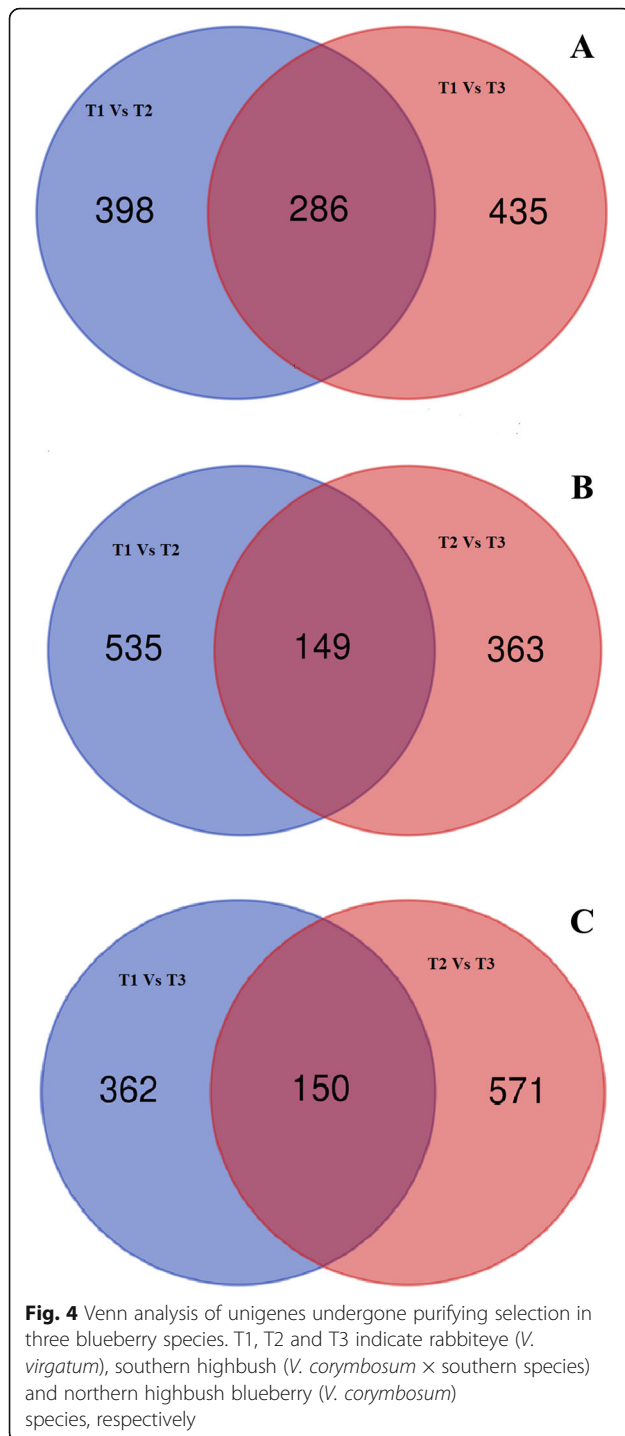 A
T1 Vs T2
T1 Vs T3
398
286
435
B
T1 Vs T2
T2 Vs T3
535
149
363
C
T1 Vs T3
T2 Vs T3
362
150
571
Fig. 4 Venn analysis of unigenes undergone purifying selection in
three blueberry species. T1, T2 and T3 indicate rabbiteye (V.
virgatum), southern highbush (V. corymbosum × southern species)
and northern highbush blueberry (V. corymbosum)
species, respectively